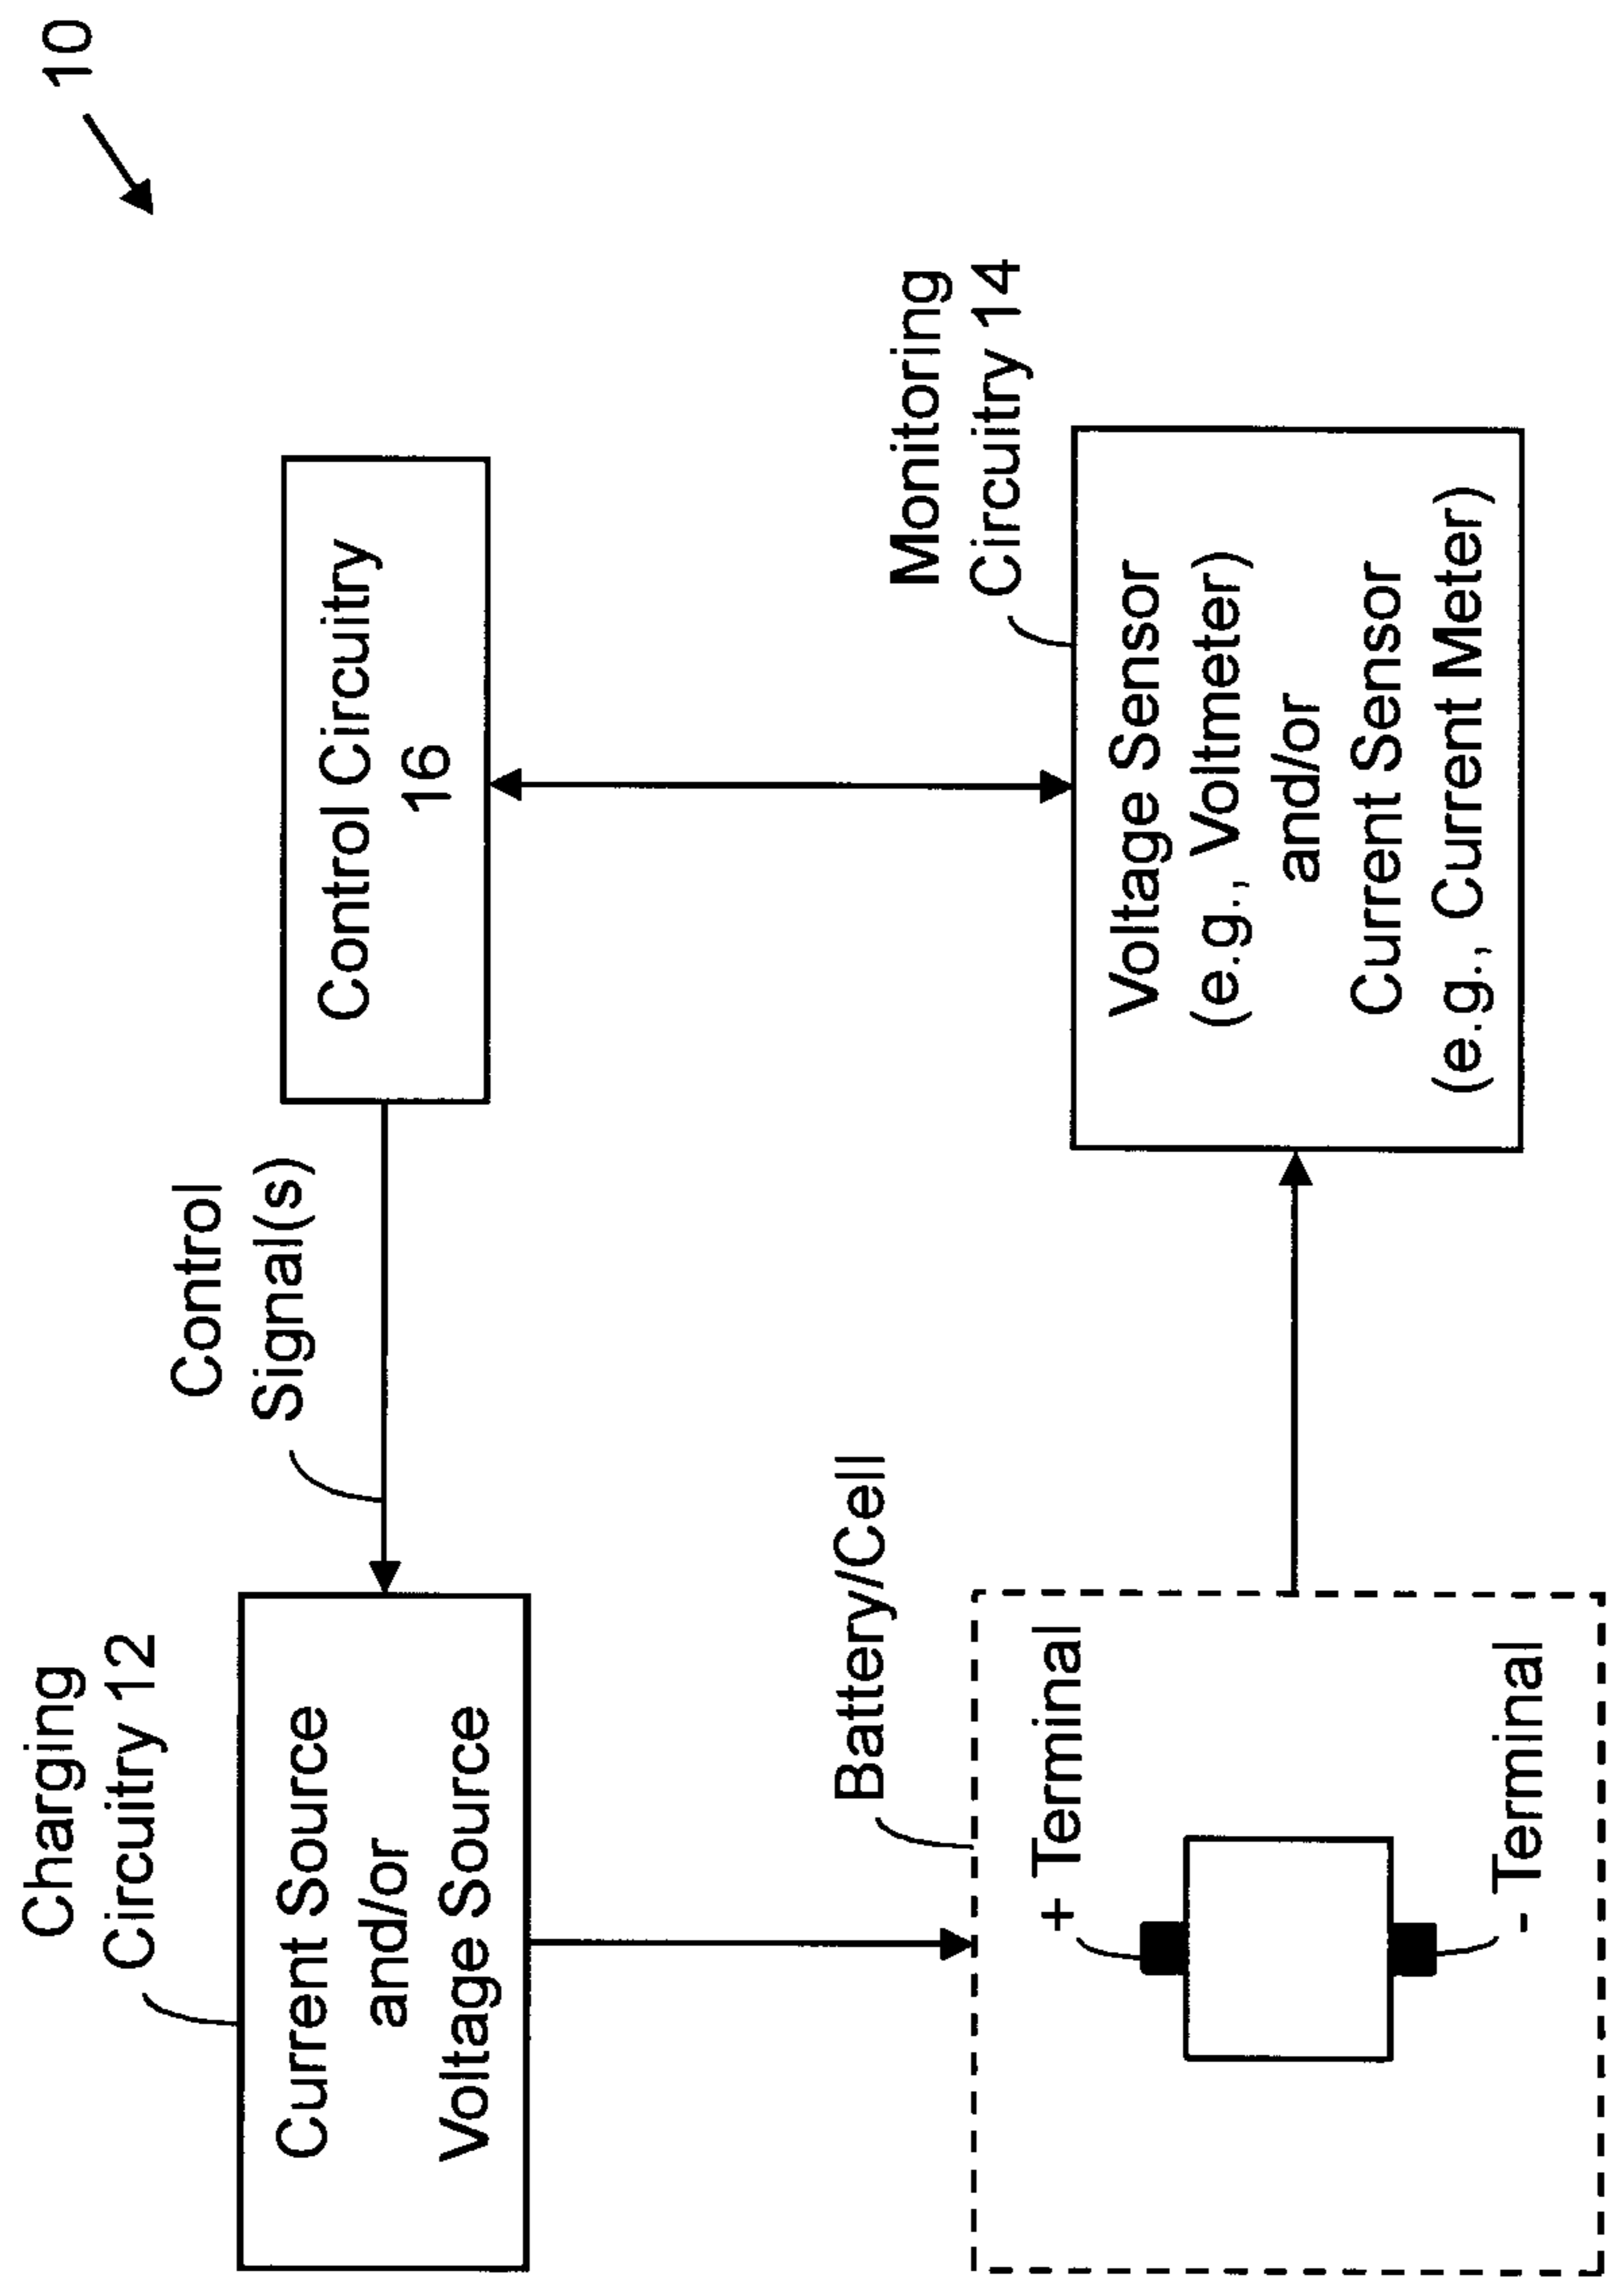 10
Charging
Circuitry 12
Current Source
and/or
Voltage Source
Control
Signal(s)
Control Circuitry
16
Battery/Cell
+ Terminal
- Terminal
Monitoring
Circuitry 14
Voltage Sensor
(e.g., Voltmeter)
and/or
Current Sensor
(e.g., Current Meter)